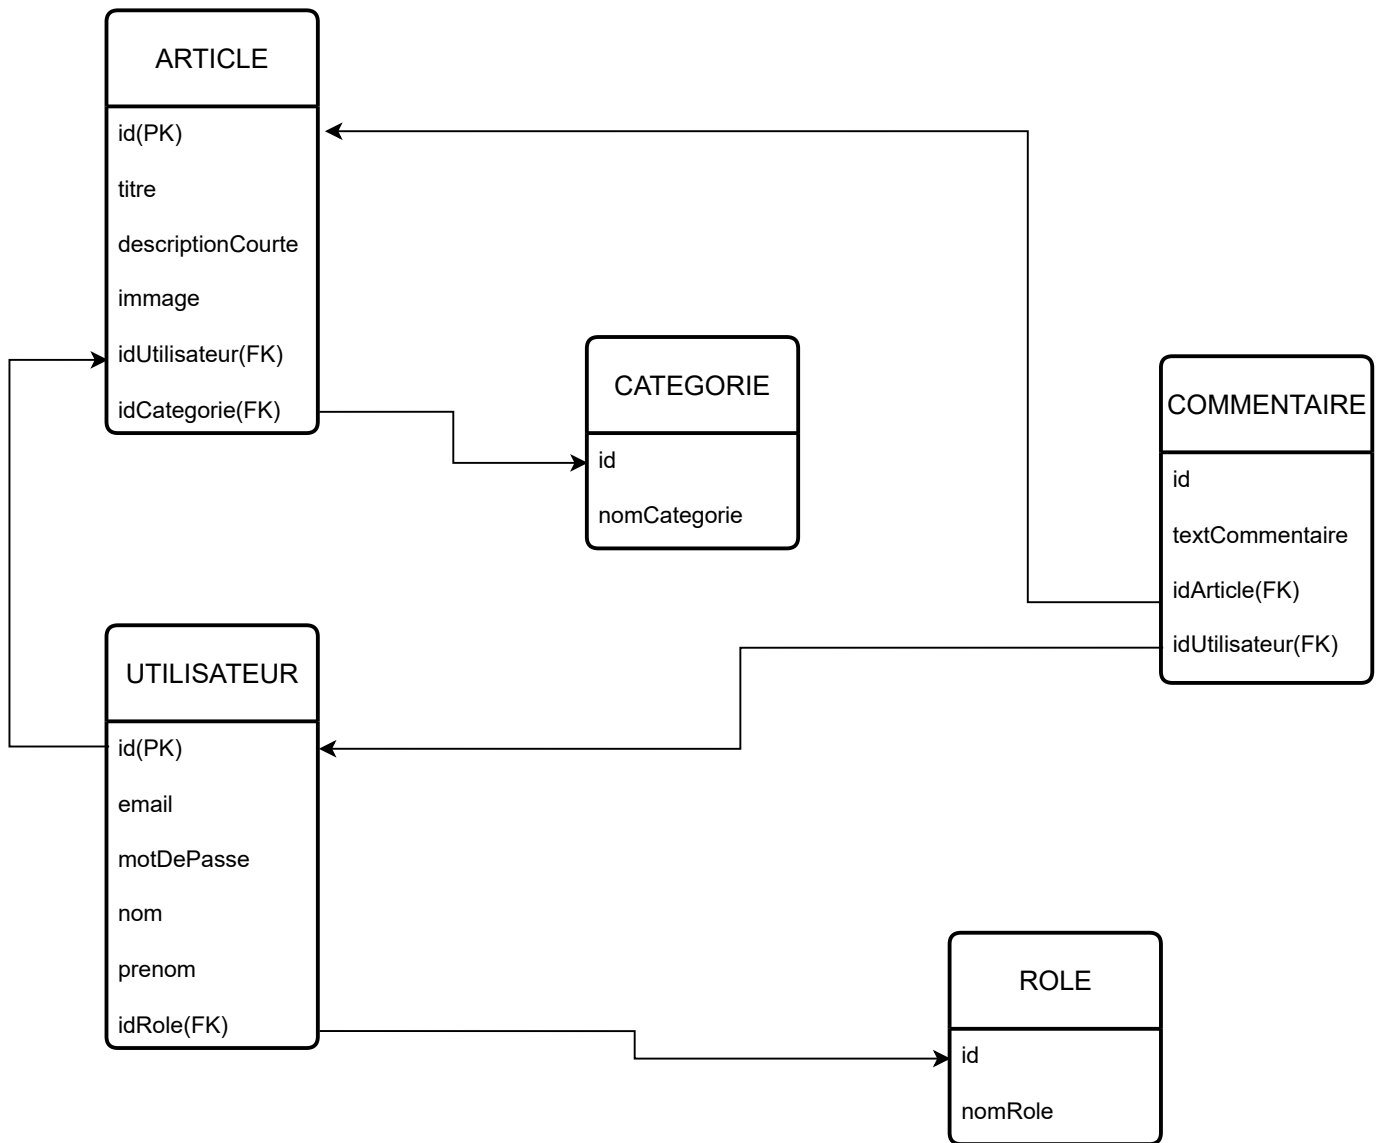 ARTICLE
id(PK)
titre
descriptionCourte
immage
idUtilisateur(FK)
idCategorie(FK)
CATEGORIE
id
nomCategorie
COMMENTAIRE
id
textCommentaire
idArticle(FK)
idUtilisateur(FK)
UTILISATEUR
id(PK)
email
motDePasse
nom
prenom
idRole(FK)
ROLE
id
nomRole